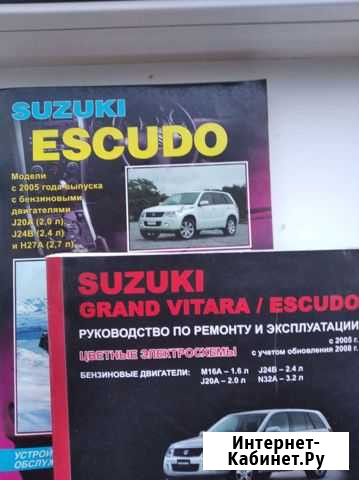 SUZUKI
ESCUDO
Модели
с 2005 года выпуска
с бензиновыми
двигателями
J20A (2,0 л),
J24B (2,4 л)
и H27A (2,7 л)
SUZUKI
GRAND VITARA / ESCUDO
РУКОВОДСТВО ПО РЕМОНТУ И ЭКСПЛУАТАЦИИ
с 2005 г.
ЦВЕТНЫЕ ЭЛЕКТРОСХЕМЫ
с учетом обновления 2008 г.
БЕНЗИНОВЫЕ ДВИГАТЕЛИ: M16A – 1.6 л J24B – 2.4 л
J20A – 2.0 л N32A – 3.2 л
УСТРОЙ
ОБСЛУЖ
Интернет-
Кабинет.Ру